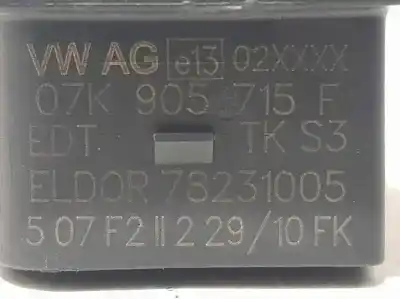 VW AG e13 02XXXX
07K 905 715 F
EDT TK S3
ELDOR 76231005
5 07 F2 II 2 29/10 FK